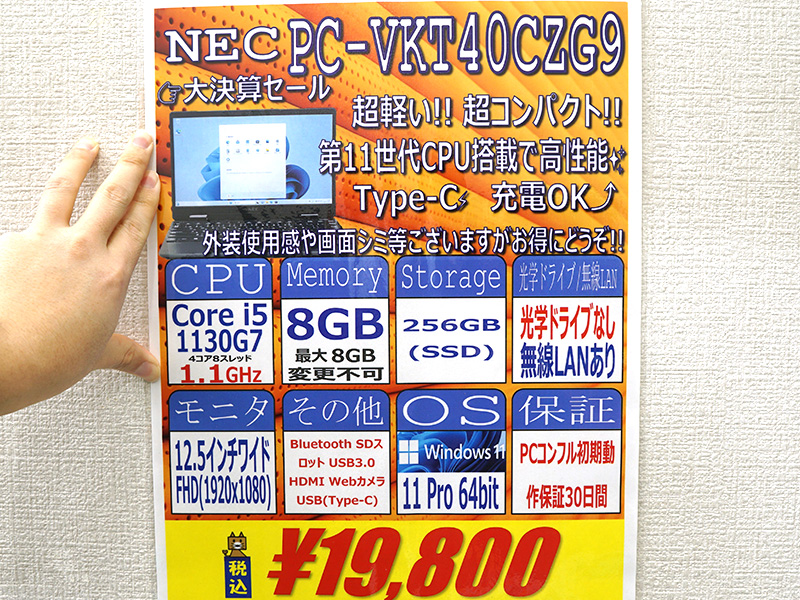 NEC PC-VKT40CZG9
大決算セール
超軽い!! 超コンパクト!!
第11世代CPU搭載で高性能
Type-C 充電OK
外装使用感や画面シミ等ございますがお得にどうぞ!!
CPU
Core i5
1130G7
4コア8スレッド
1.1GHz
Memory
8GB
最大8GB
変更不可
Storage
256GB
(SSD)
光学ドライブ/無線LAN
光学ドライブなし
無線LANあり
モニタ
12.5インチワイド
FHD(1920x1080)
その他
Bluetooth SDス
ロット USB3.0
HDMI Webカメラ
USB(Type-C)
OS
Windows 11
11 Pro 64bit
保証
PCコンフル初期動
作保証30日間
税込
¥19,800